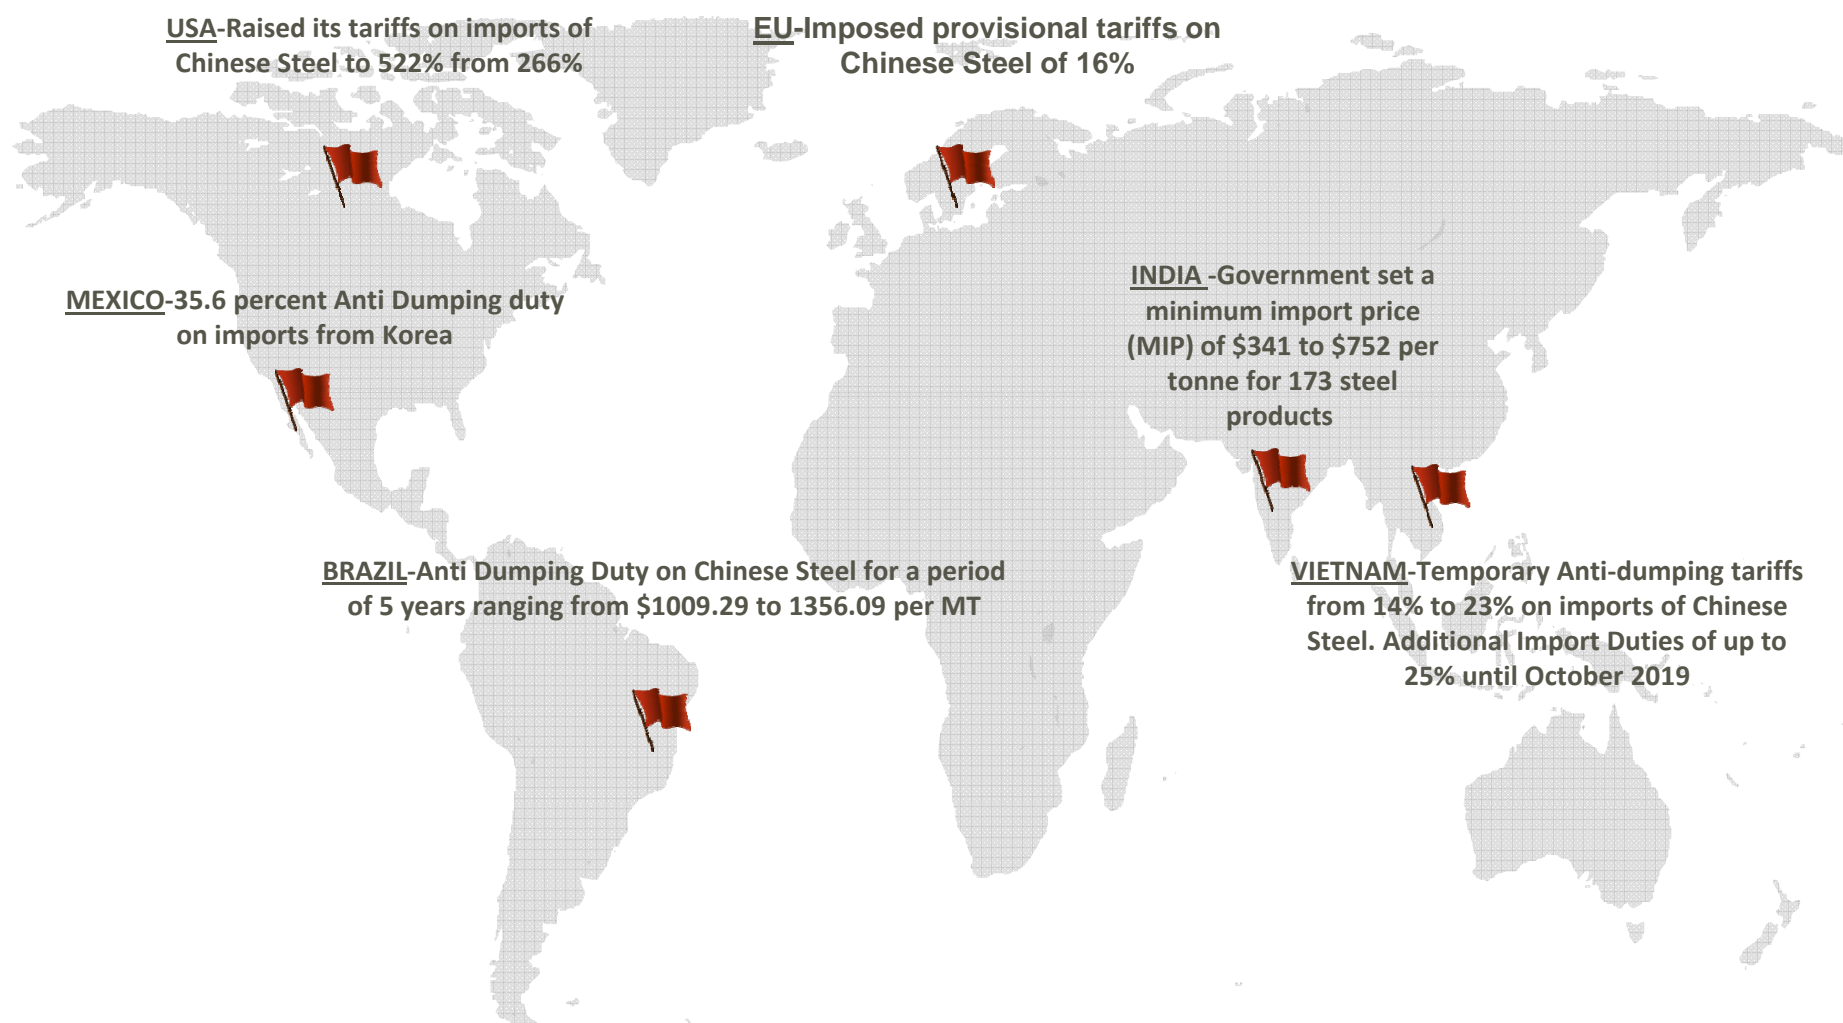 USA-Raised its tariffs on imports of
Chinese Steel to 522% from 266%
EU-Imposed provisional tariffs on
Chinese Steel of 16%
MEXICO-35.6 percent Anti Dumping duty
on imports from Korea
INDIA -Government set a
minimum import price
(MIP) of $341 to $752 per
tonne for 173 steel
products
BRAZIL-Anti Dumping Duty on Chinese Steel for a period
of 5 years ranging from $1009.29 to 1356.09 per MT
VIETNAM-Temporary Anti-dumping tariffs
from 14% to 23% on imports of Chinese
Steel. Additional Import Duties of up to
25% until October 2019